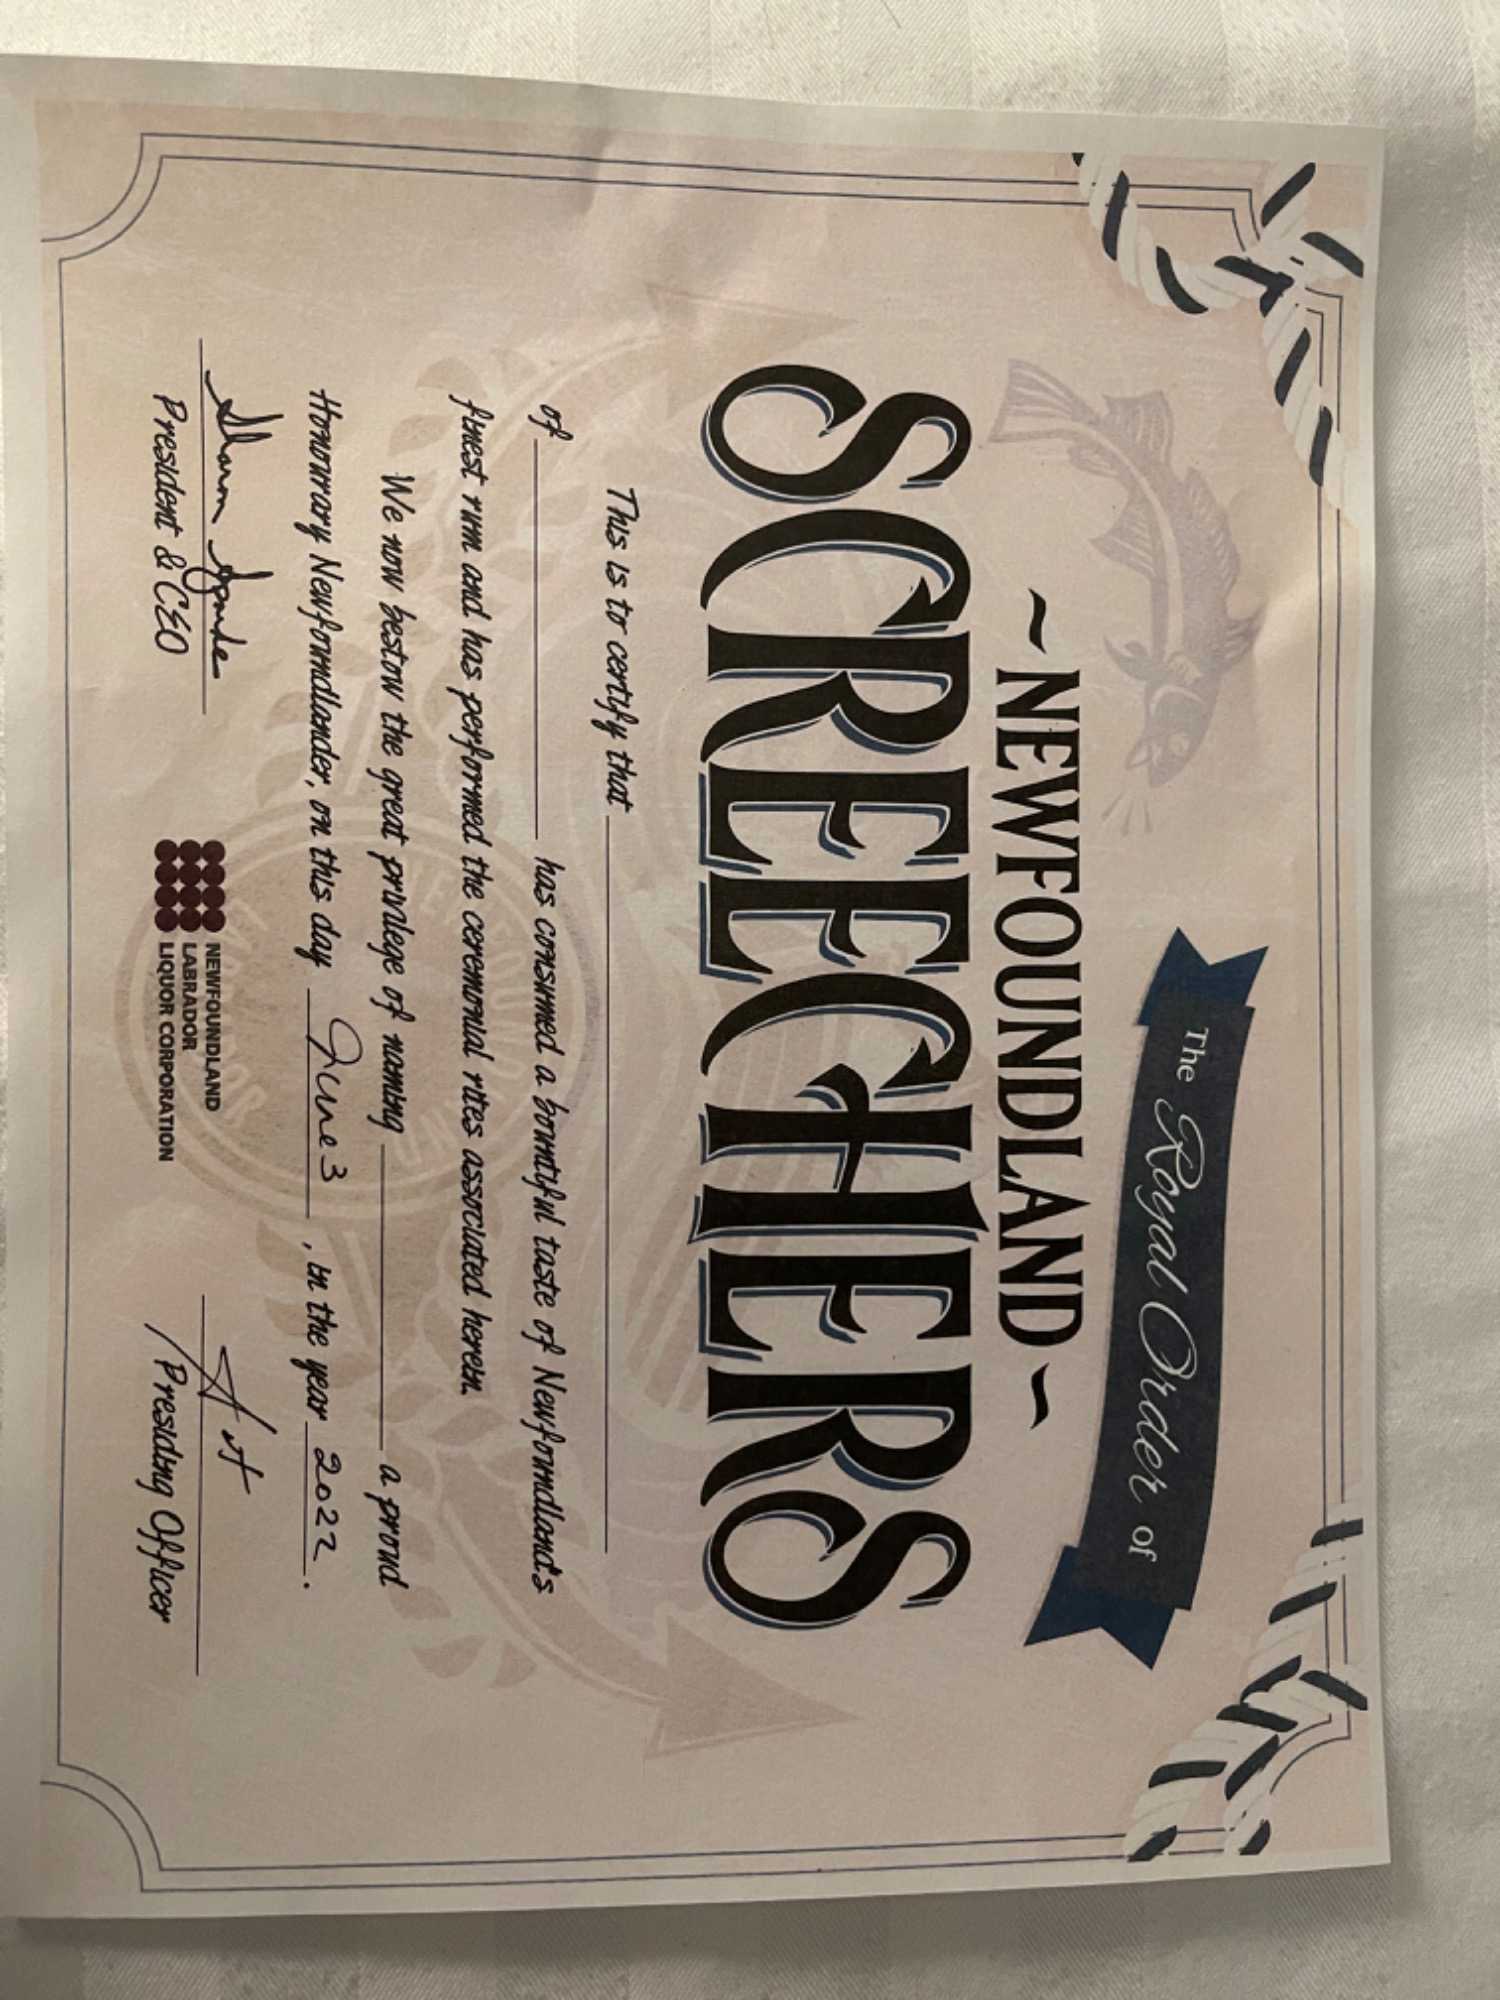 The Royal Order of
~ NEWFOUNDLAND ~
SCREECHERS
This is to certify that
of has consumed a bountiful taste of Newfoundland's
finest rum and has performed the ceremonial rites associated herein.
We now bestow the great privilege of naming a proud
Honourary Newfoundlander, on this day June 3, in the year 2022.
President & CEO
NEWFOUNDLAND
LABRADOR
LIQUOR CORPORATION
Presiding Officer